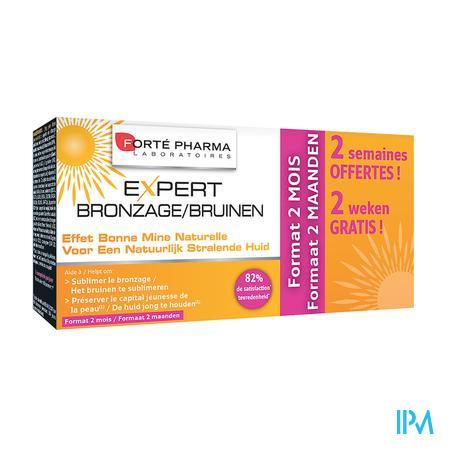 FORTÉ PHARMA
LABORATOIRES
EXPERT
BRONZAGE/BRUINEN
Effet Bonne Mine Naturelle
Voor Een Natuurlijk Stralende Huid
Aide à / Helpt om:
> Sublimer le bronzage /
Het bruinen te sublimeren
> Préserver le capital jeunesse de
la peau(1) / De huid jong te houden(1)
Format 2 mois / Formaat 2 maanden
82%
de satisfaction*
tevredenheid*
Format 2 MOIS
Formaat 2 MAANDEN
2 semaines
OFFERTES !
2 weken
GRATIS !
IPM